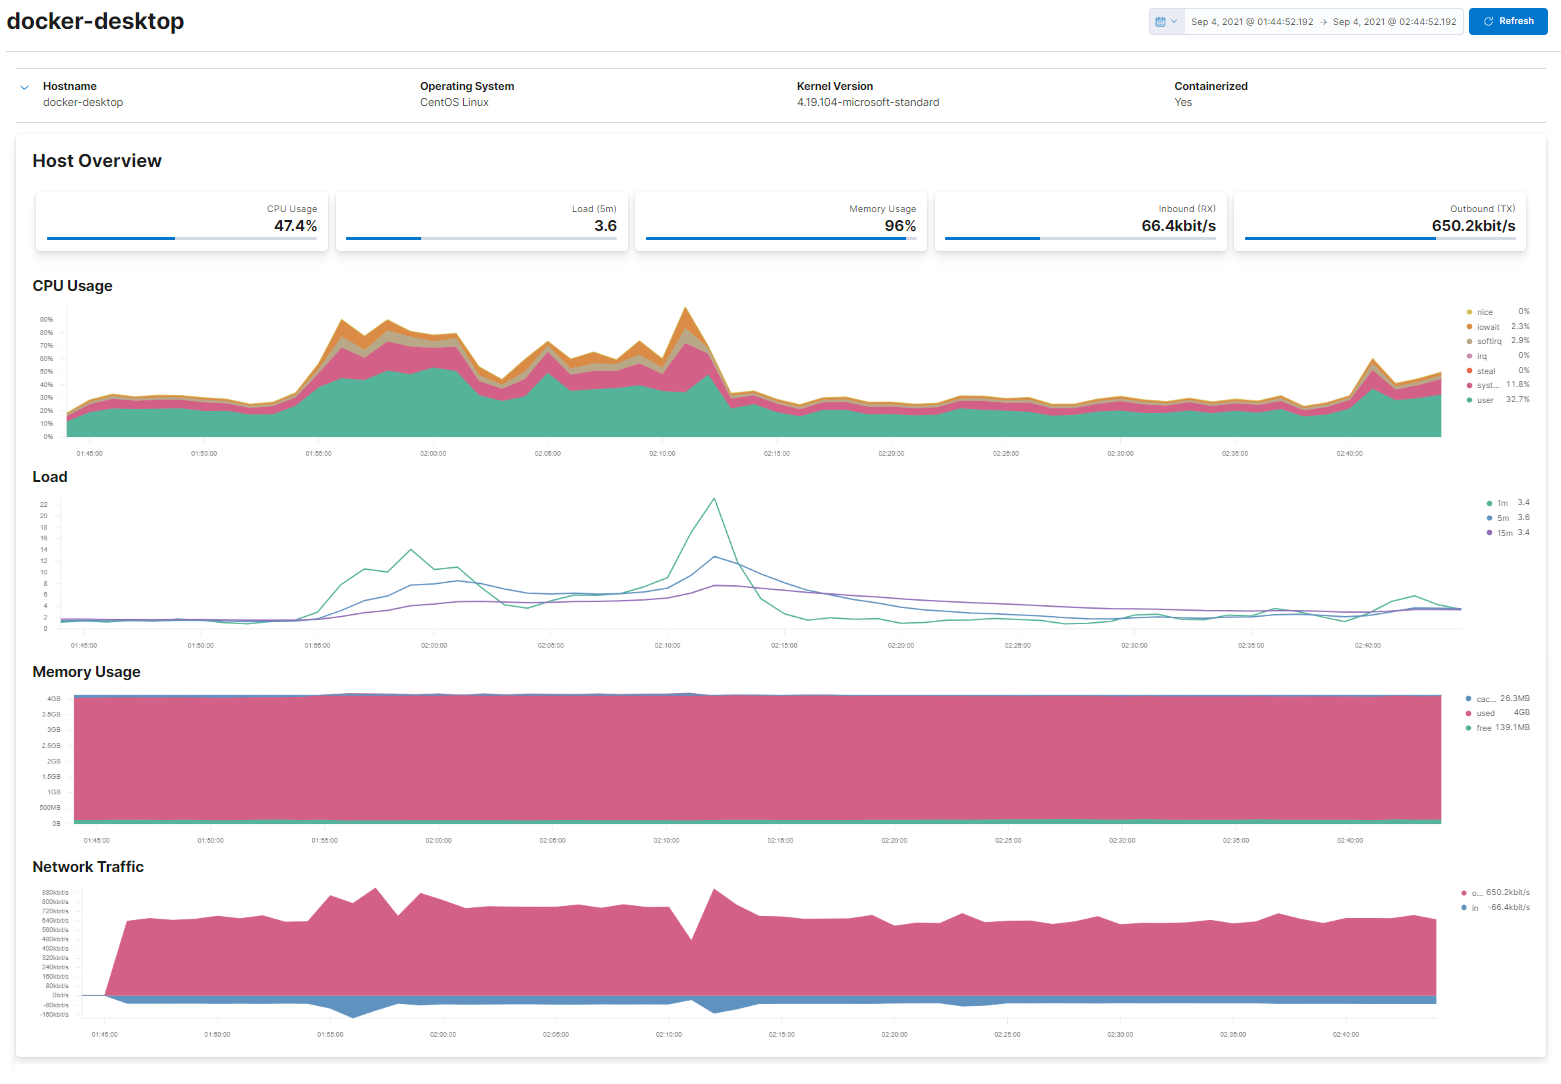 docker-desktop
Sep 4, 2021 @ 01:44:52.192 → Sep 4, 2021 @ 02:44:52.192 Refresh
Hostname Operating System Kernel Version Containerized
docker-desktop CentOS Linux 4.19.104-microsoft-standard Yes
Host Overview
CPU Usage Load (5m) Memory Usage Inbound (RX) Outbound (TX)
47.4% 3.6 96% 66.4kbit/s 650.2kbit/s
CPU Usage
80%
80%
70%
60%
50%
40%
30%
20%
10%
0%
01:45:00 01:50:00 01:55:00 02:00:00 02:05:00 02:10:00 02:15:00 02:20:00 02:25:00 02:30:00 02:35:00 02:40:00
nice 0%
iowait 2.3%
softirq 2.9%
irq 0%
steal 0%
syst... 11.8%
user 32.7%
Load
22
20
18
16
14
12
10
8
6
4
2
0
01:45:00 01:50:00 01:55:00 02:00:00 02:05:00 02:10:00 02:15:00 02:20:00 02:25:00 02:30:00 02:35:00 02:40:00
1m 3.4
5m 3.6
15m 3.4
Memory Usage
4GB
3.5GB
3GB
2.5GB
2GB
1.5GB
1GB
500MB
0B
01:45:00 01:50:00 01:55:00 02:00:00 02:05:00 02:10:00 02:15:00 02:20:00 02:25:00 02:30:00 02:35:00 02:40:00
cac... 26.3MB
used 4GB
free 139.1MB
Network Traffic
880kbit/s
800kbit/s
720kbit/s
640kbit/s
560kbit/s
480kbit/s
400kbit/s
320kbit/s
240kbit/s
160kbit/s
80kbit/s
0bit/s
-80kbit/s
-160kbit/s
01:45:00 01:50:00 01:55:00 02:00:00 02:05:00 02:10:00 02:15:00 02:20:00 02:25:00 02:30:00 02:35:00 02:40:00
o... 650.2kbit/s
in -66.4kbit/s